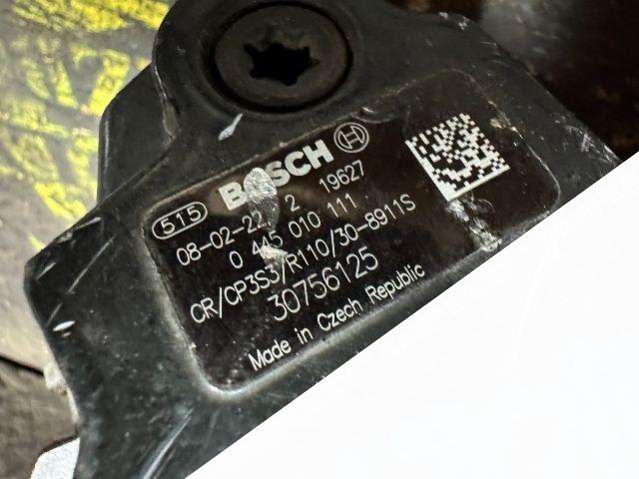 515 BOSCH
08-02-22 2 19627
0 445 010 111
CR/CP3S3/R110/30-8911S
30756125
Made in Czech Republic